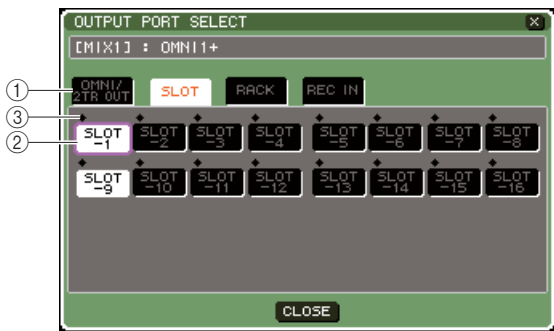 OUTPUT PORT SELECT X
[MIX1] : OMNI1+
① OMNI/ 2TR OUT SLOT RACK REC IN
③
② SLOT -1 SLOT -2 SLOT -3 SLOT -4 SLOT -5 SLOT -6 SLOT -7 SLOT -8
SLOT -9 SLOT -10 SLOT -11 SLOT -12 SLOT -13 SLOT -14 SLOT -15 SLOT -16
CLOSE